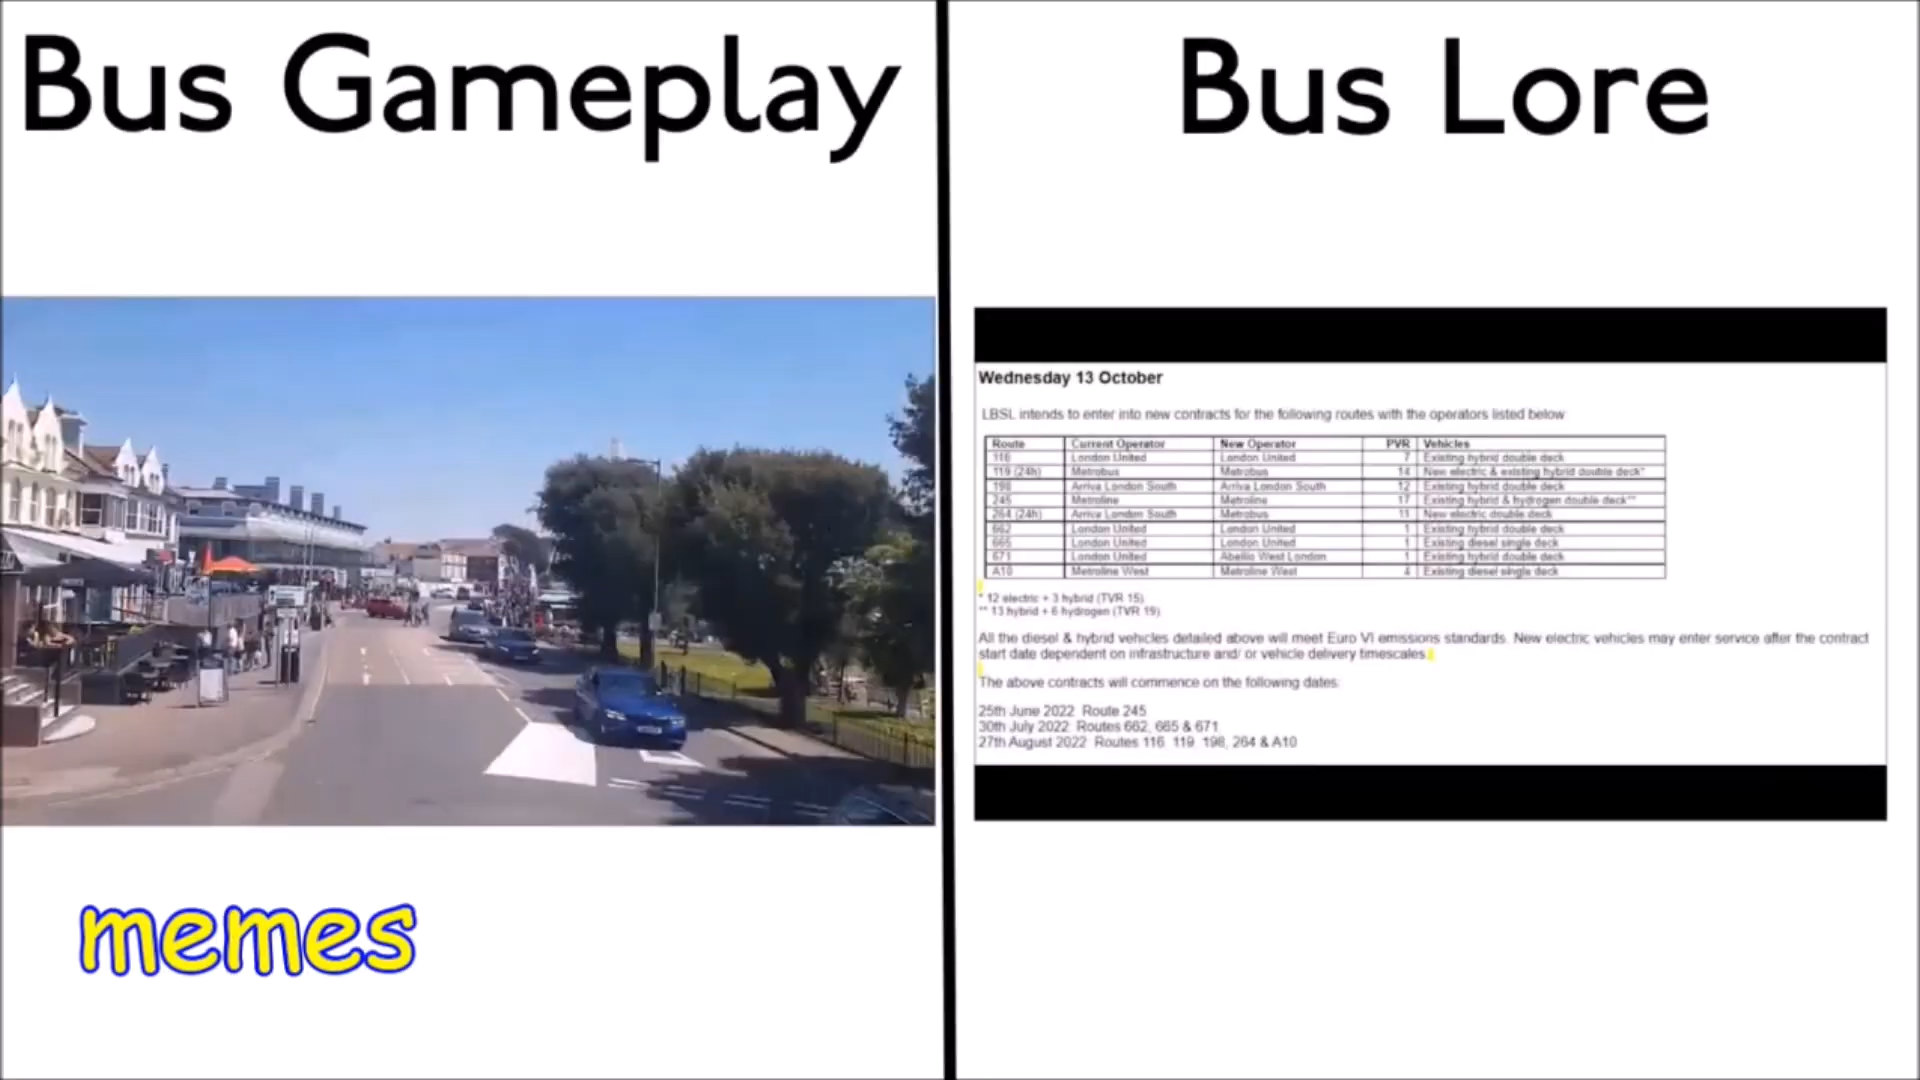 Bus Gameplay
Bus Lore
Wednesday 13 October
LBSL intends to enter into new contracts for the following routes with the operators listed below
Route Current Operator New Operator PVR Vehicles
116 London United London United 7 Existing hybrid double deck
119 (24h) Metrobus Metrobus 14 New electric & existing hybrid double deck*
198 Arriva London South Arriva London South 12 Existing hybrid double deck
245 Metroline Metroline 17 Existing hybrid & hydrogen double deck**
264 (24h) Arriva London South Metrobus 11 New electric double deck
662 London United London United 1 Existing hybrid double deck
665 London United London United 1 Existing diesel single deck
671 London United Abellio West London 1 Existing hybrid double deck
A10 Metroline West Metroline West 4 Existing diesel single deck
* 12 electric + 3 hybrid (TVR 15)
** 13 hybrid + 6 hydrogen (TVR 19)
All the diesel & hybrid vehicles detailed above will meet Euro VI emissions standards. New electric vehicles may enter service after the contract
start date dependent on infrastructure and/ or vehicle delivery timescales.
The above contracts will commence on the following dates:
25th June 2022 Route 245
30th July 2022 Routes 662, 665 & 671
27th August 2022 Routes 116 119 198, 264 & A10
memes